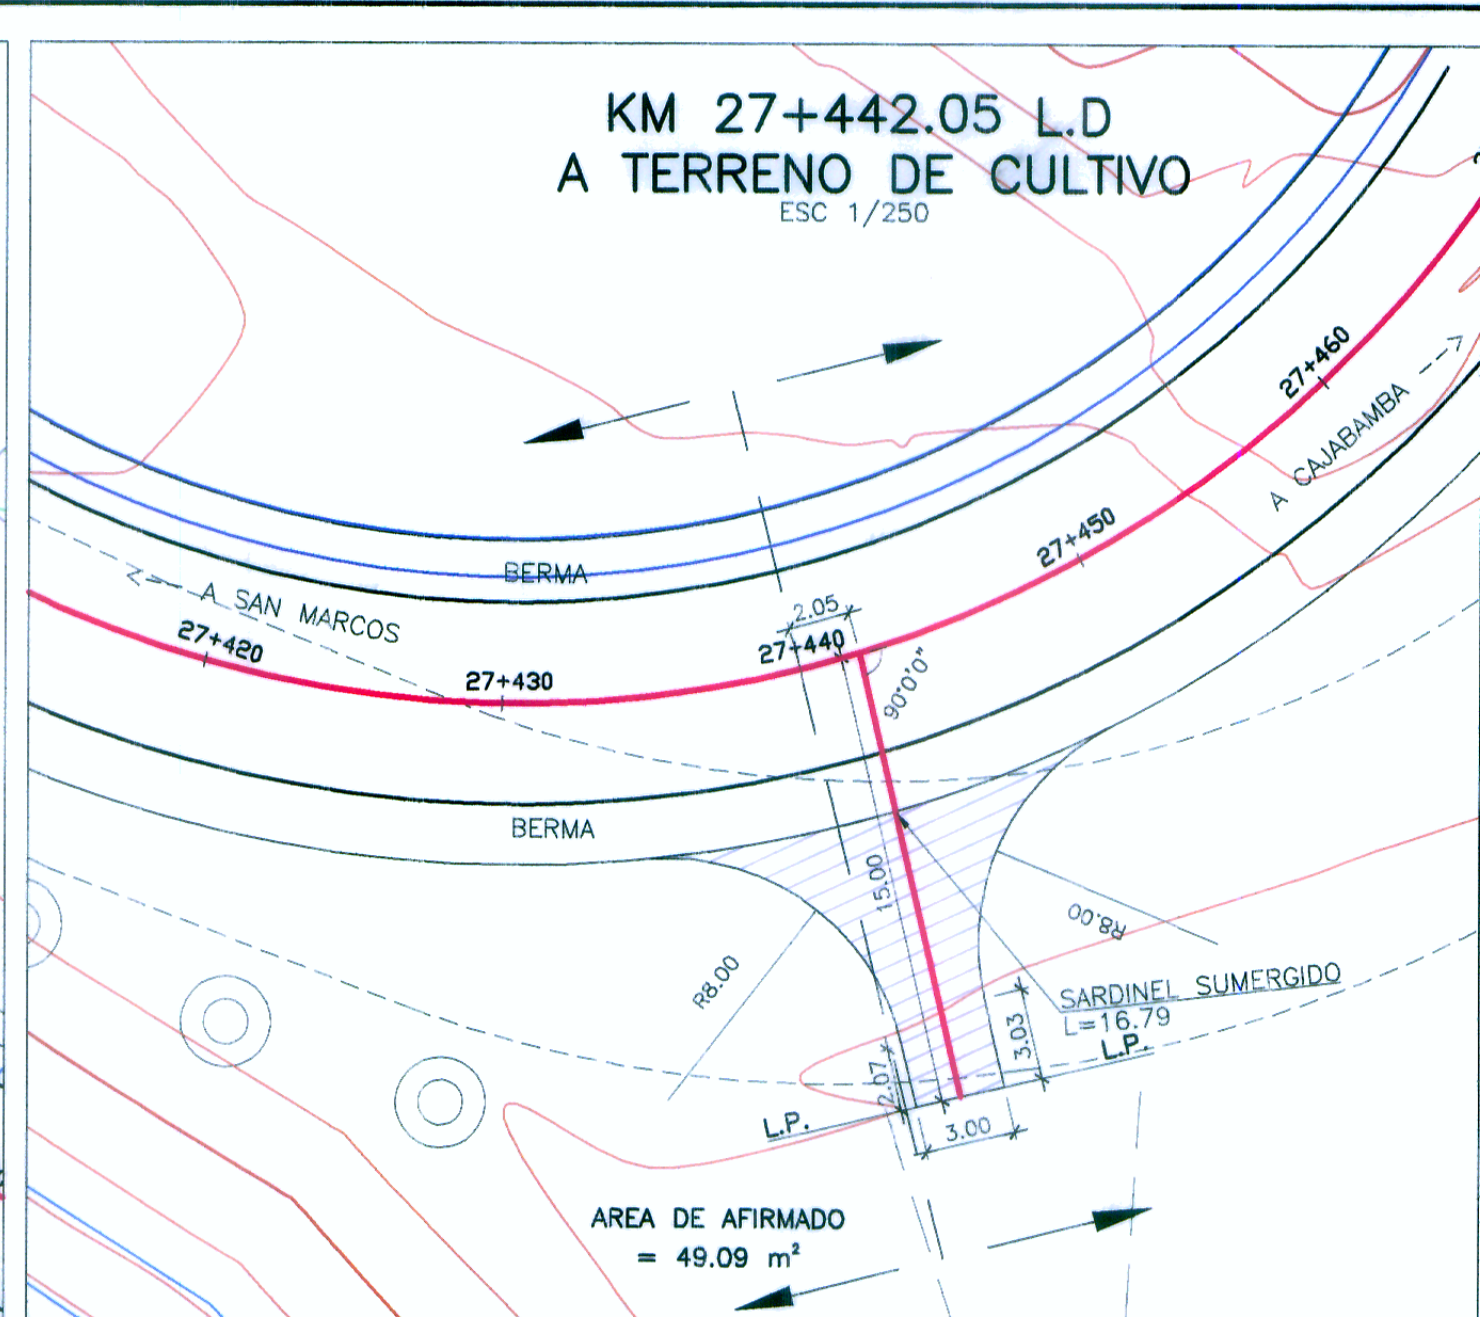 KM 27+442.05 L.D
A TERRENO DE CULTIVO
ESC 1/250
27+460
A CAJABAMBA
27+450
BERMA
A SAN MARCOS
2.05
27+440
27+420
27+430
90.0'0"
BERMA
15.00
R8.00
R8.00
SARDINEL SUMERGIDO
L=16.79
3.03
L.P.
2.07
L.P.
3.00
AREA DE AFIRMADO
= 49.09 m²